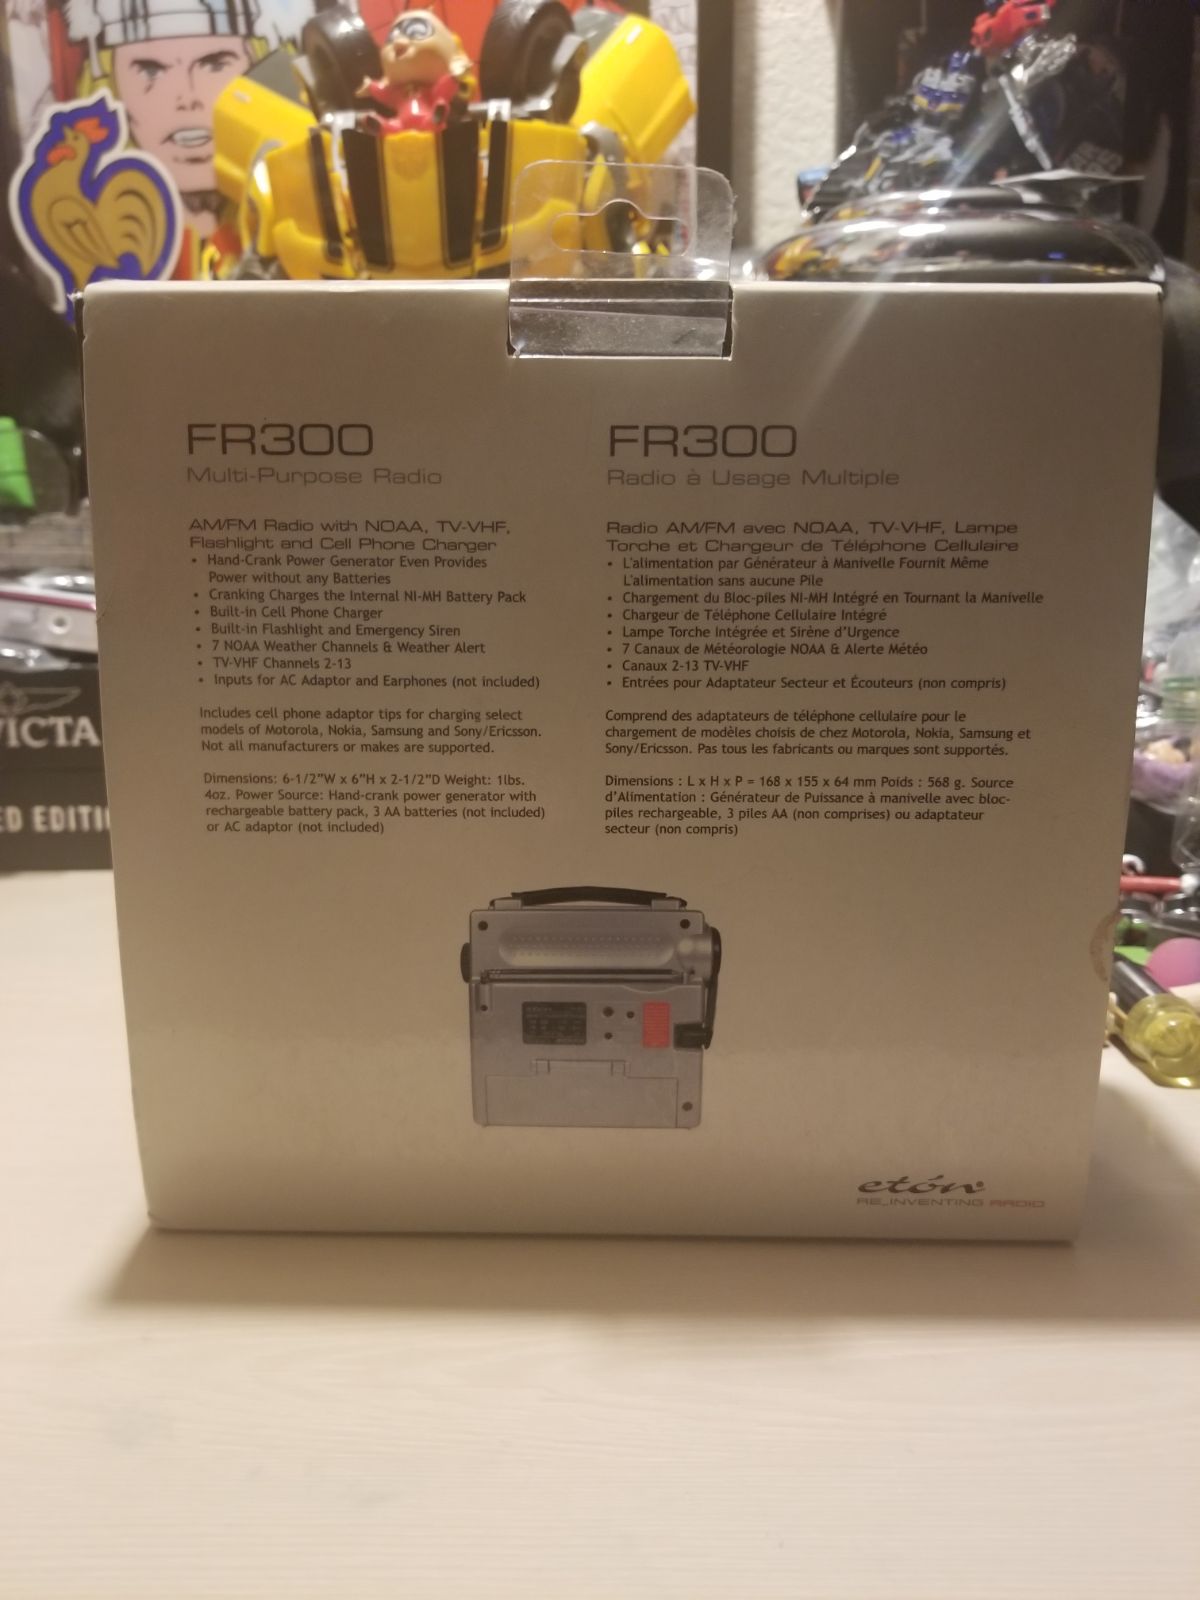 FR300
Multi-Purpose Radio
AM/FM Radio with NOAA, TV-VHF,
Flashlight and Cell Phone Charger
• Hand-Crank Power Generator Even Provides
Power without any Batteries
• Cranking Charges the Internal NI-MH Battery Pack
• Built-in Cell Phone Charger
• Built-in Flashlight and Emergency Siren
• 7 NOAA Weather Channels & Weather Alert
• TV-VHF Channels 2-13
• Inputs for AC Adaptor and Earphones (not included)
Includes cell phone adaptor tips for charging select
models of Motorola, Nokia, Samsung and Sony/Ericsson.
Not all manufacturers or makes are supported.
Dimensions: 6-1/2”W x 6”H x 2-1/2”D Weight: 1lbs.
4oz. Power Source: Hand-crank power generator with
rechargeable battery pack, 3 AA batteries (not included)
or AC adaptor (not included)
FR300
Radio à Usage Multiple
Radio AM/FM avec NOAA, TV-VHF, Lampe
Torche et Chargeur de Téléphone Cellulaire
• L'alimentation par Générateur à Manivelle Fournit Même
L'alimentation sans aucune Pile
• Chargement du Bloc-piles NI-MH Intégré en Tournant la Manivelle
• Chargeur de Téléphone Cellulaire Intégré
• Lampe Torche Intégrée et Sirène d’Urgence
• 7 Canaux de Météorologie NOAA & Alerte Météo
• Canaux 2-13 TV-VHF
• Entrées pour Adaptateur Secteur et Écouteurs (non compris)
Comprend des adaptateurs de téléphone cellulaire pour le
chargement de modèles choisis de chez Motorola, Nokia, Samsung et
Sony/Ericsson. Pas tous les fabricants ou marques sont supportés.
Dimensions : L x H x P = 168 x 155 x 64 mm Poids : 568 g. Source
d’Alimentation : Générateur de Puissance à manivelle avec bloc-
piles rechargeable, 3 piles AA (non comprises) ou adaptateur
secteur (non compris)
etón
RE_INVENTING RADIO
VICTA
ED EDITI